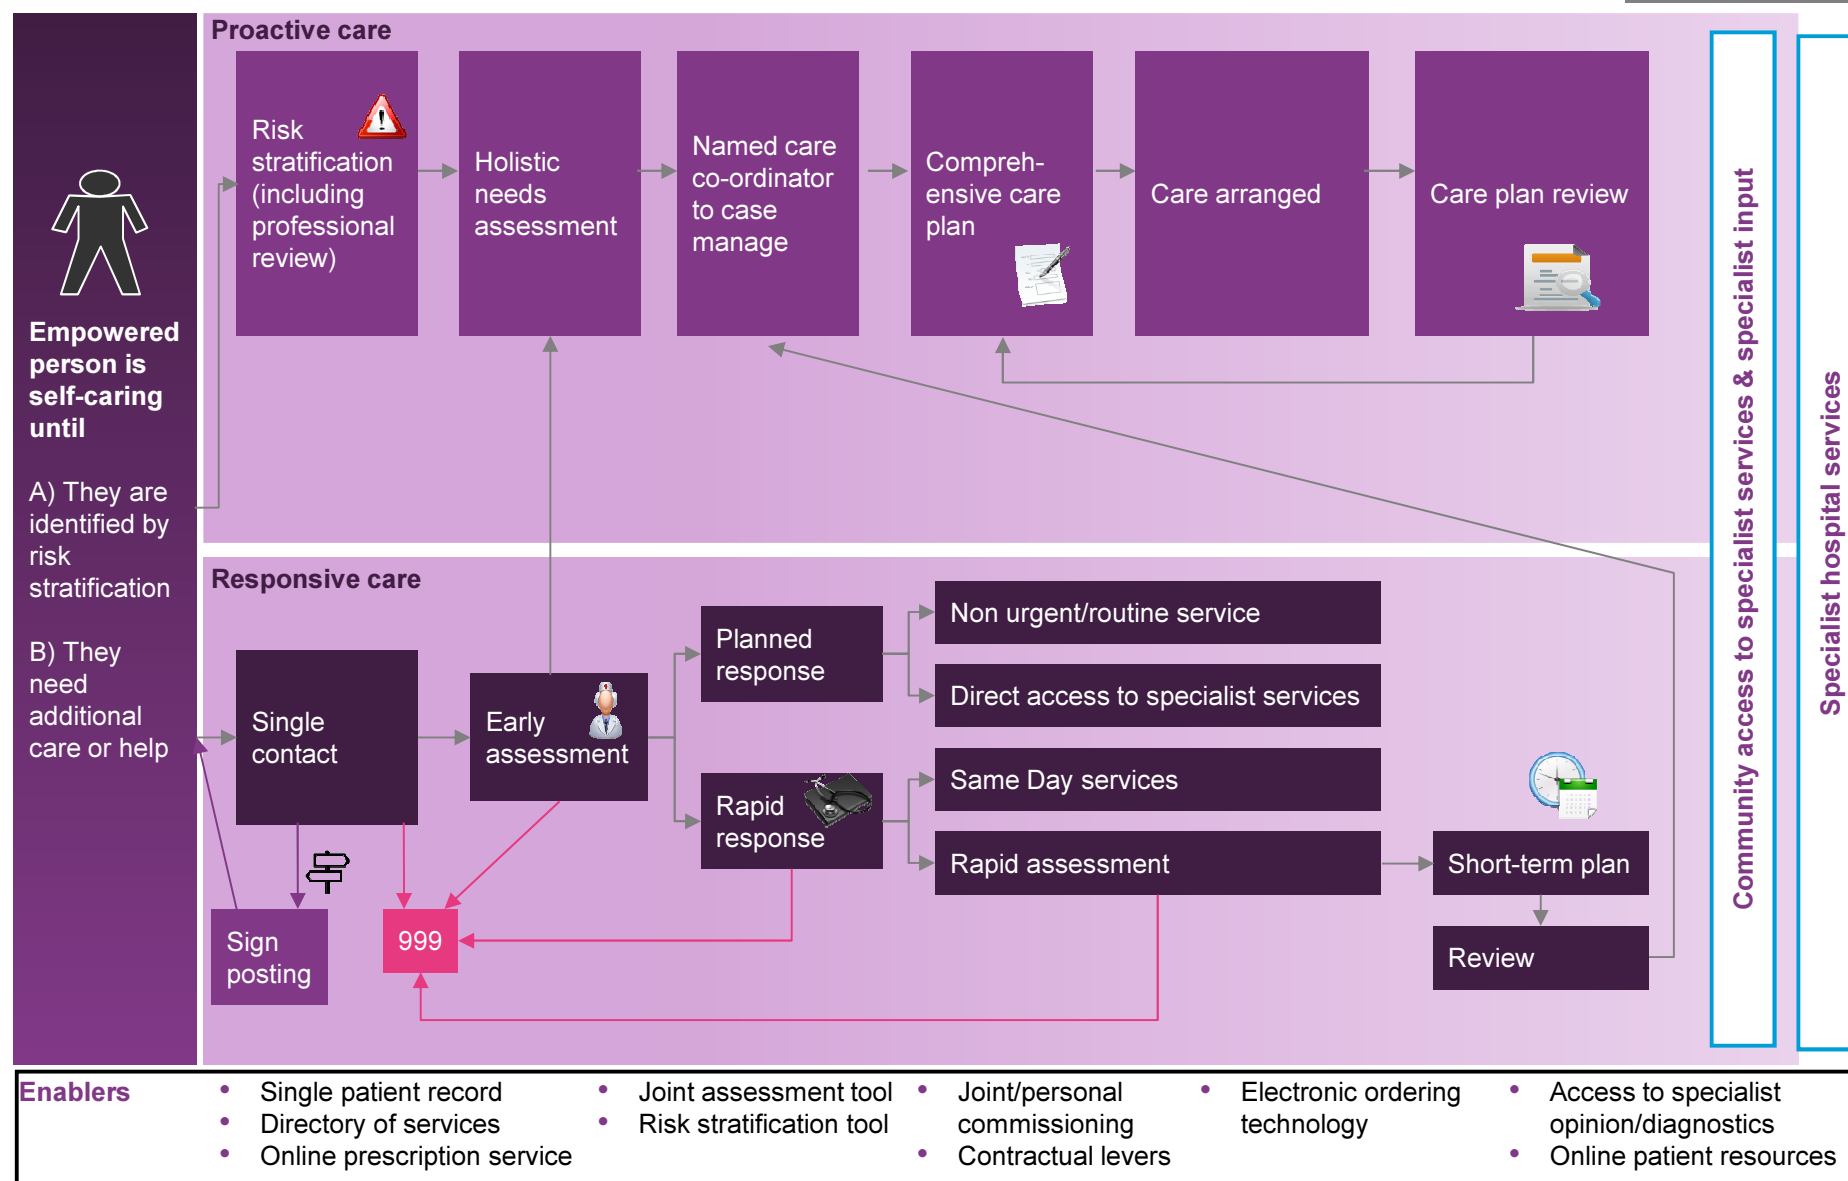 Proactive care
Risk
stratification
(including
professional
review)
Holistic
needs
assessment
Named care
co-ordinator
to case
manage
Compreh-
ensive care
plan
Care arranged
Care plan review
Empowered
person is
self-caring
until
A) They are
identified by
risk
stratification
B) They
need
additional
care or help
Responsive care
Single
contact
Early
assessment
Planned
response
Rapid
response
Non urgent/routine service
Direct access to specialist services
Same Day services
Rapid assessment
Short-term plan
Review
Sign
posting
999
Community access to specialist services & specialist input
Specialist hospital services
Enablers
• Single patient record
• Directory of services
• Online prescription service
• Joint assessment tool
• Risk stratification tool
• Joint/personal
commissioning
• Contractual levers
• Electronic ordering
technology
• Access to specialist
opinion/diagnostics
• Online patient resources